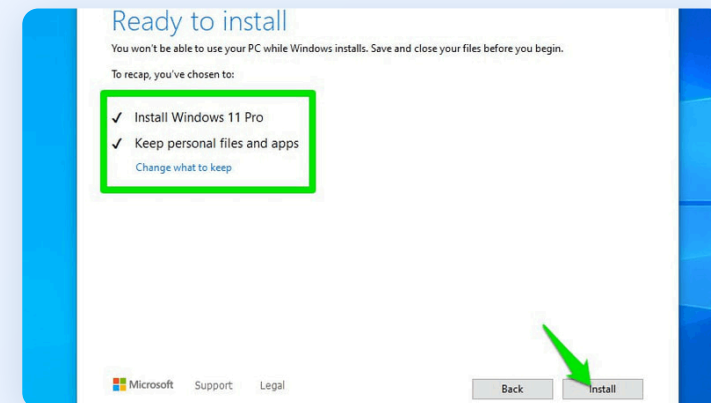 Ready to install
You won't be able to use your PC while Windows installs. Save and close your files before you begin.
To recap, you've chosen to:
✓ Install Windows 11 Pro
✓ Keep personal files and apps
Change what to keep
Microsoft Support Legal Back Install